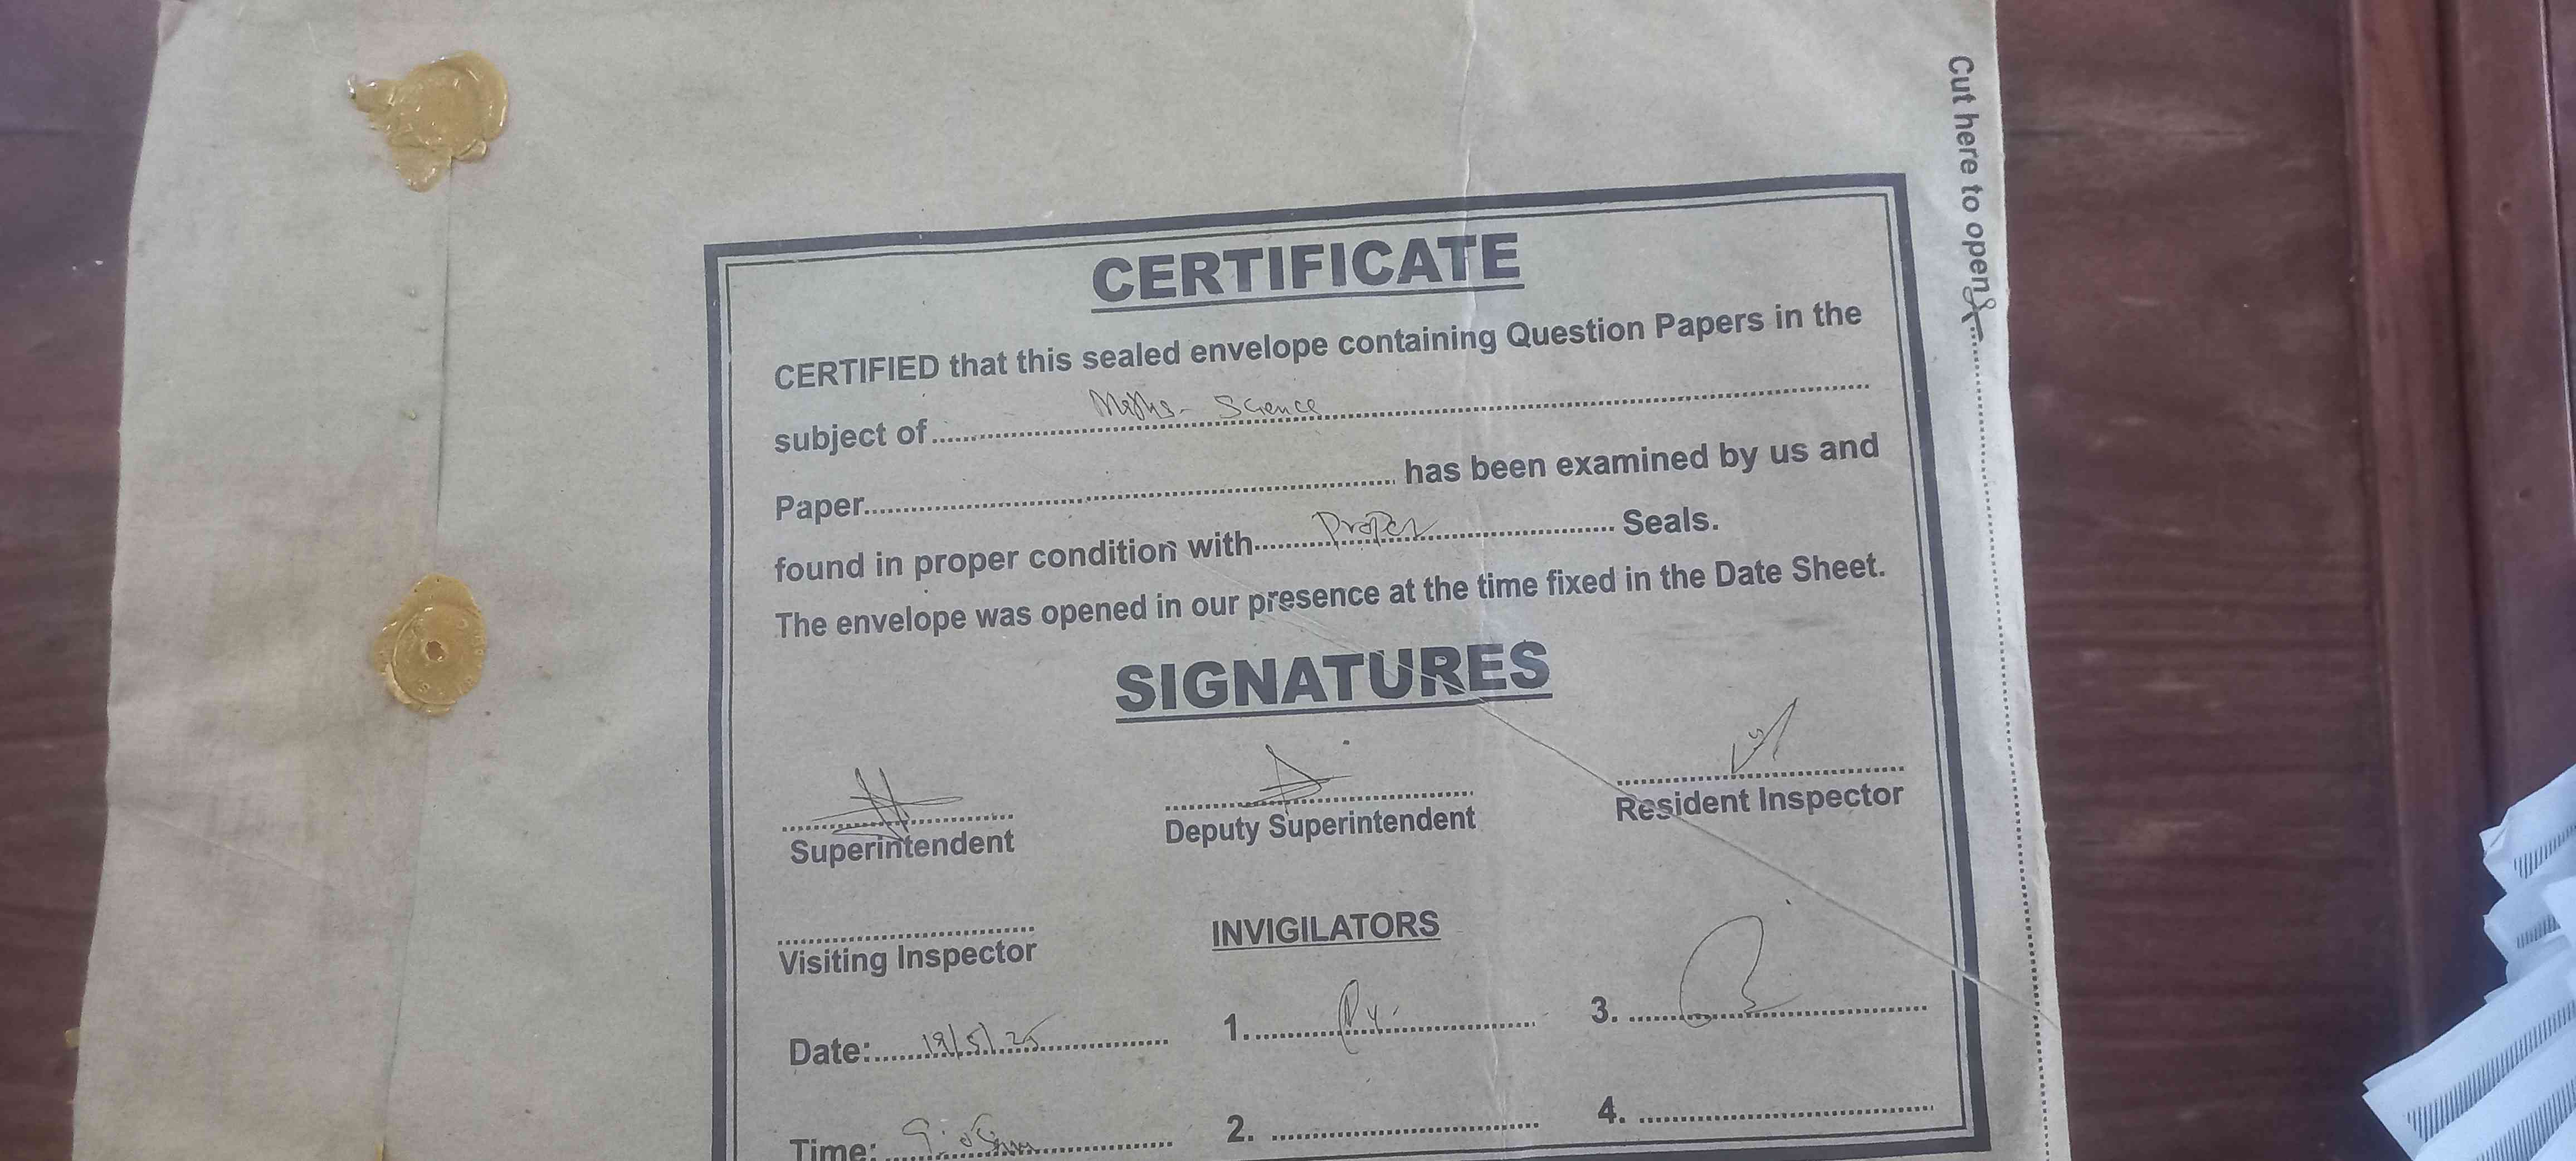 CERTIFICATE
CERTIFIED that this sealed envelope containing Question Papers in the
subject of Maths - Science
Paper has been examined by us and
found in proper condition with Proper Seals.
The envelope was opened in our presence at the time fixed in the Date Sheet.
SIGNATURES
Superintendent Deputy Superintendent Resident Inspector
Visiting Inspector INVIGILATORS
Date: 19/5/25 1. 3.
Time: 2. 4.
Cut here to open